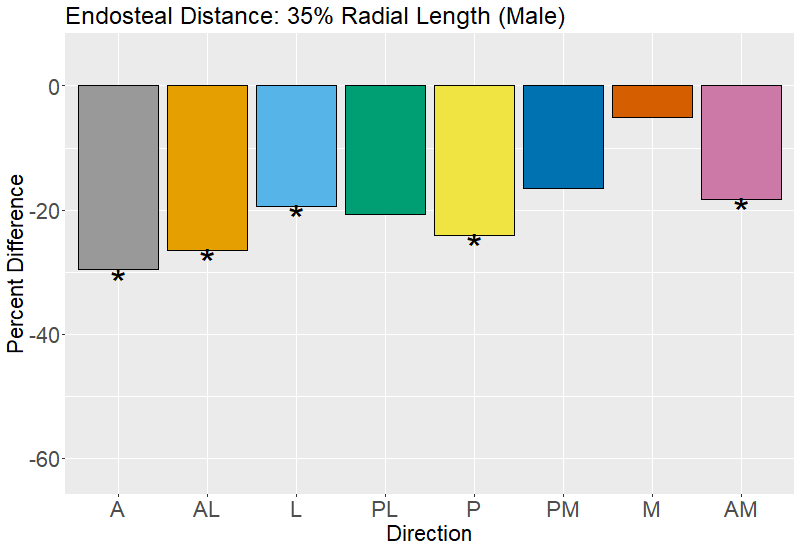 Endosteal Distance: 35% Radial Length (Male)
Percent Difference
0
-20
-40
-60
* * * * *
A AL L PL P PM M AM
Direction